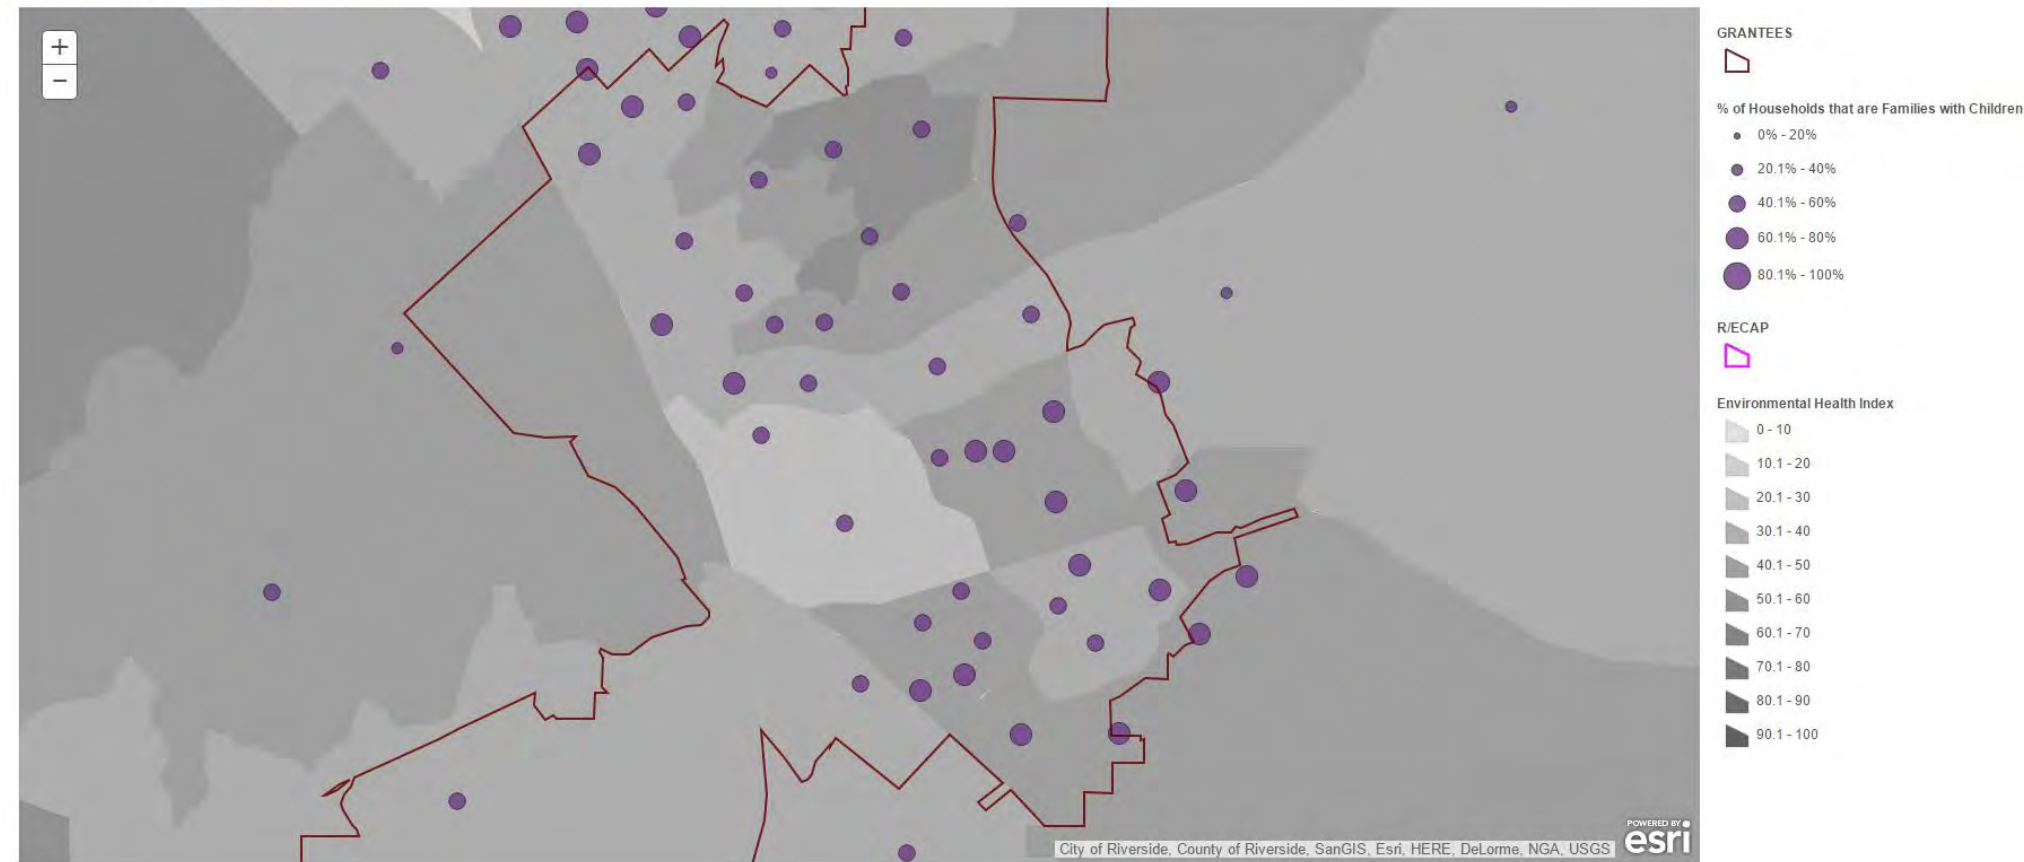 +
−
GRANTEES
% of Households that are Families with Children
0% - 20%
20.1% - 40%
40.1% - 60%
60.1% - 80%
80.1% - 100%
R/ECAP
Environmental Health Index
0 - 10
10.1 - 20
20.1 - 30
30.1 - 40
40.1 - 50
50.1 - 60
60.1 - 70
70.1 - 80
80.1 - 90
90.1 - 100
POWERED BY
esri
City of Riverside, County of Riverside, SanGIS, Esri, HERE, DeLorme, NGA, USGS